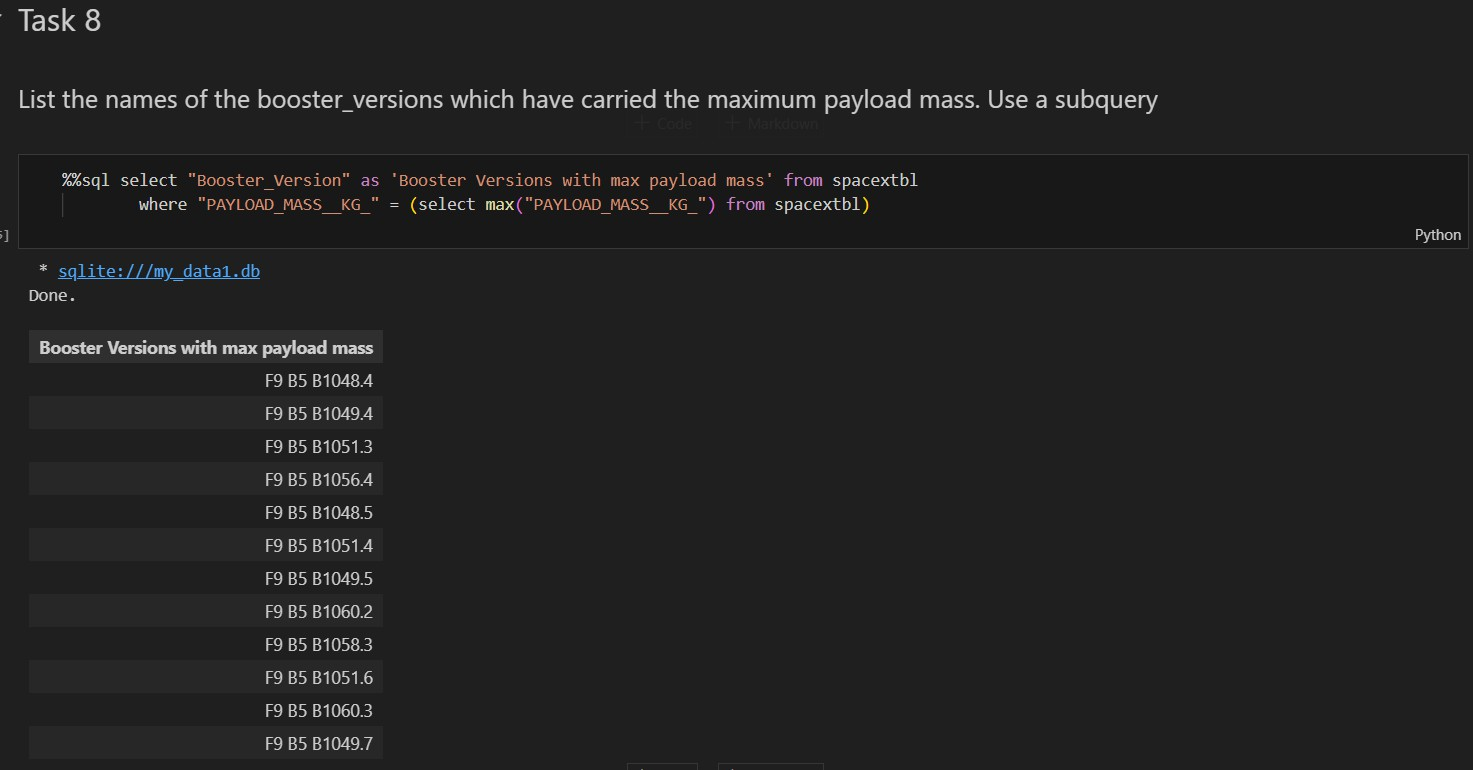 Task 8
List the names of the booster_versions which have carried the maximum payload mass. Use a subquery
+ Code + Markdown
%%sql select "Booster_Version" as 'Booster Versions with max payload mass' from spacextbl
where "PAYLOAD_MASS__KG_" = (select max("PAYLOAD_MASS__KG_") from spacextbl)
]
Python
* sqlite:///my_data1.db
Done.
Booster Versions with max payload mass
F9 B5 B1048.4
F9 B5 B1049.4
F9 B5 B1051.3
F9 B5 B1056.4
F9 B5 B1048.5
F9 B5 B1051.4
F9 B5 B1049.5
F9 B5 B1060.2
F9 B5 B1058.3
F9 B5 B1051.6
F9 B5 B1060.3
F9 B5 B1049.7